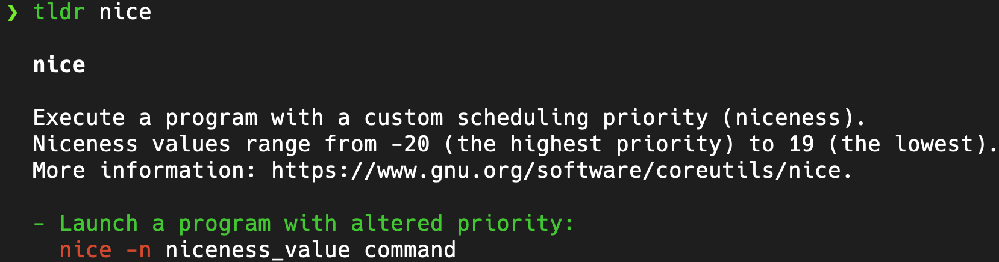 ❯ tldr nice
nice
Execute a program with a custom scheduling priority (niceness).
Niceness values range from -20 (the highest priority) to 19 (the lowest).
More information: https://www.gnu.org/software/coreutils/nice.
- Launch a program with altered priority:
nice -n niceness_value command